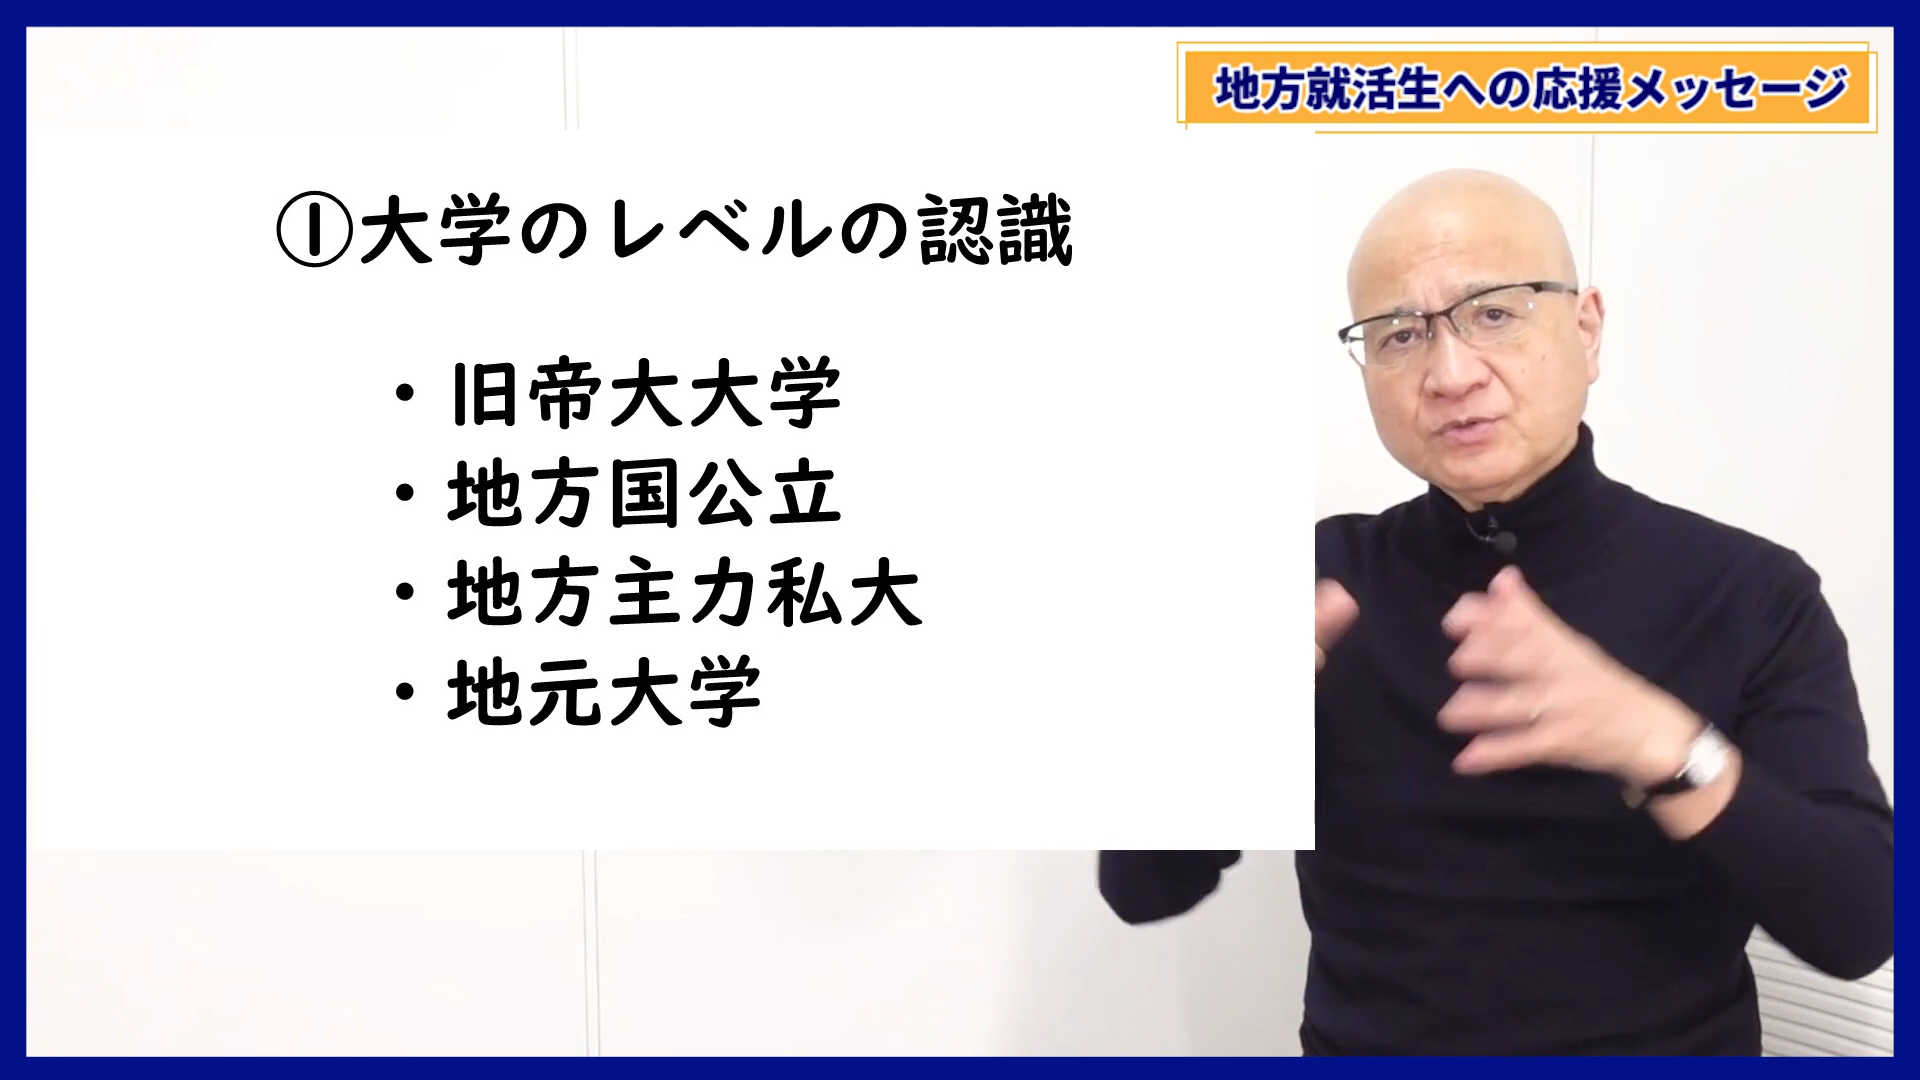 地方就活生への応援メッセージ
①大学のレベルの認識
・旧帝大大学
・地方国公立
・地方主力私大
・地元大学